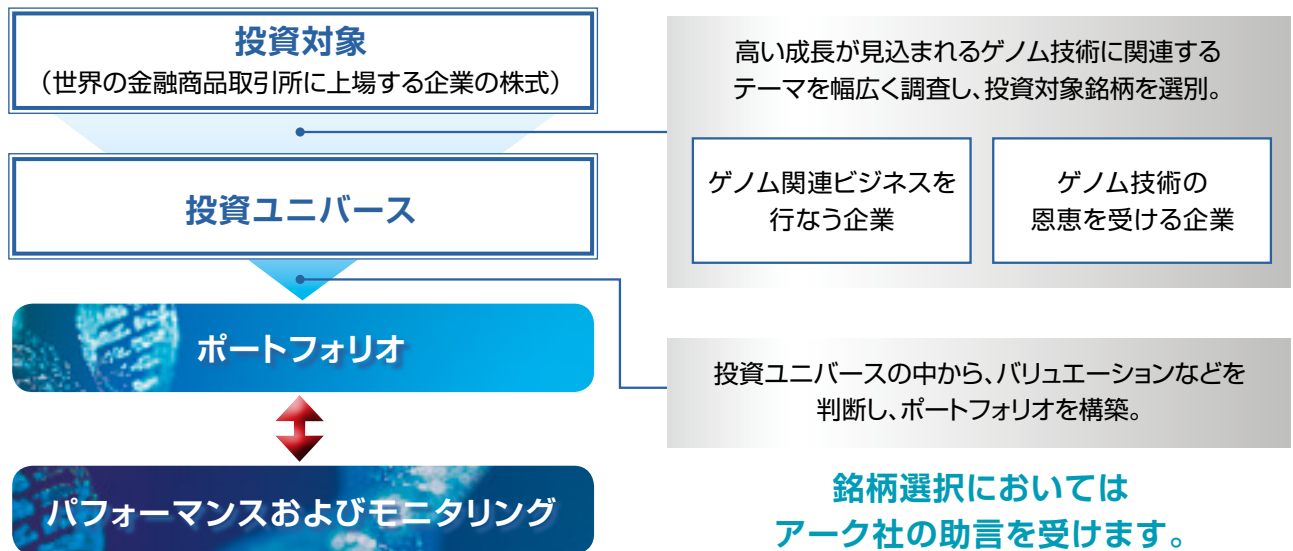 投資対象
（世界の金融商品取引所に上場する企業の株式）
投資ユニバース
ポートフォリオ
パフォーマンスおよびモニタリング
高い成長が見込まれるゲノム技術に関連する
テーマを幅広く調査し、投資対象銘柄を選別。
ゲノム関連ビジネスを
行なう企業
ゲノム技術の
恩恵を受ける企業
投資ユニバースの中から、バリュエーションなどを
判断し、ポートフォリオを構築。
銘柄選択においては
アーク社の助言を受けます。